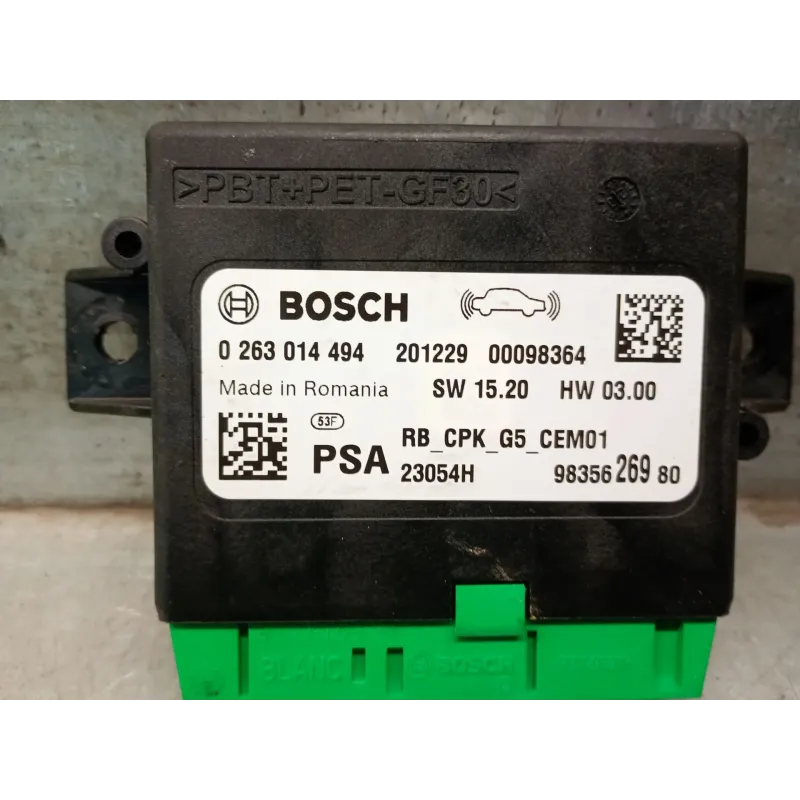 >PBT+PET-GF30<
BOSCH
0 263 014 494 201229 00098364
Made in Romania SW 15.20 HW 03.00
53F
PSA RB_CPK_G5_CEM01
23054H 98356 269 80
BLANC BOSCH